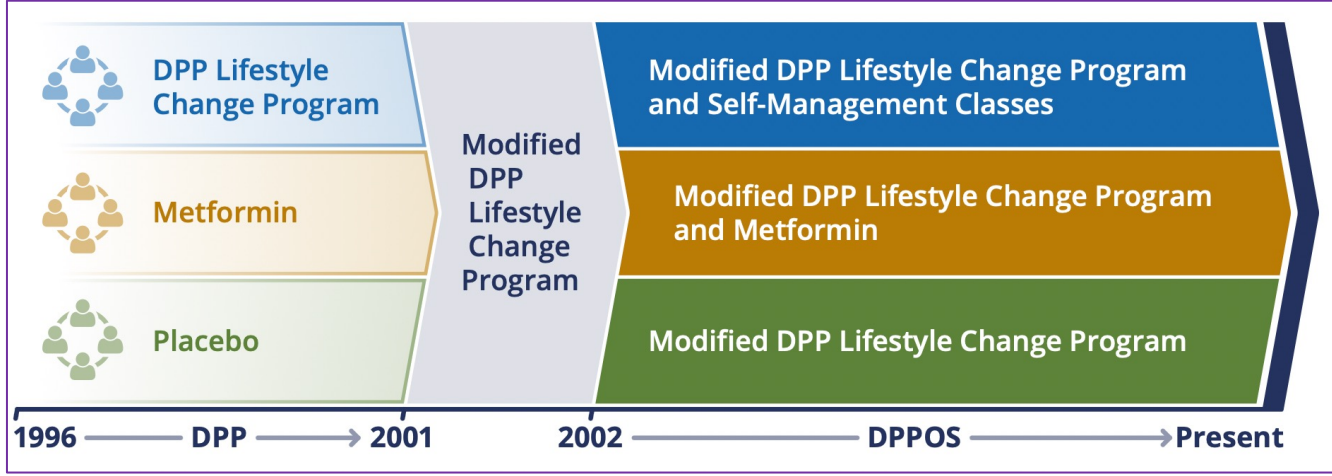 DPP Lifestyle
Change Program
Metformin
Placebo
Modified
DPP
Lifestyle
Change
Program
Modified DPP Lifestyle Change Program
and Self-Management Classes
Modified DPP Lifestyle Change Program
and Metformin
Modified DPP Lifestyle Change Program
1996 DPP 2001 2002 DPPOS Present